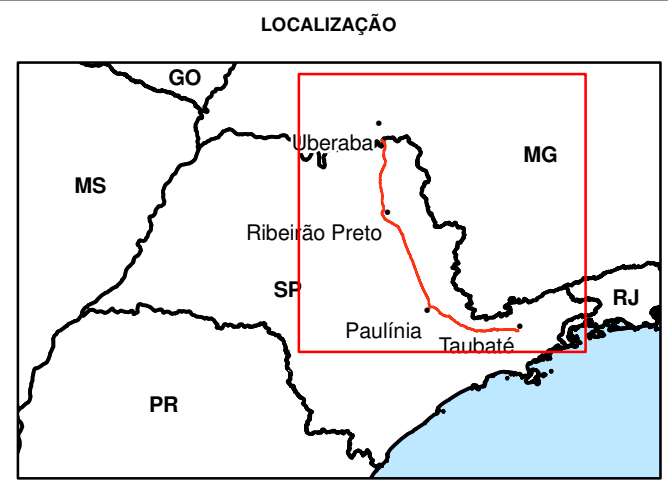 LOCALIZAÇÃO
GO
Uberaba
MG
MS
Ribeirão Preto
SP
RJ
Paulínia
Taubaté
PR